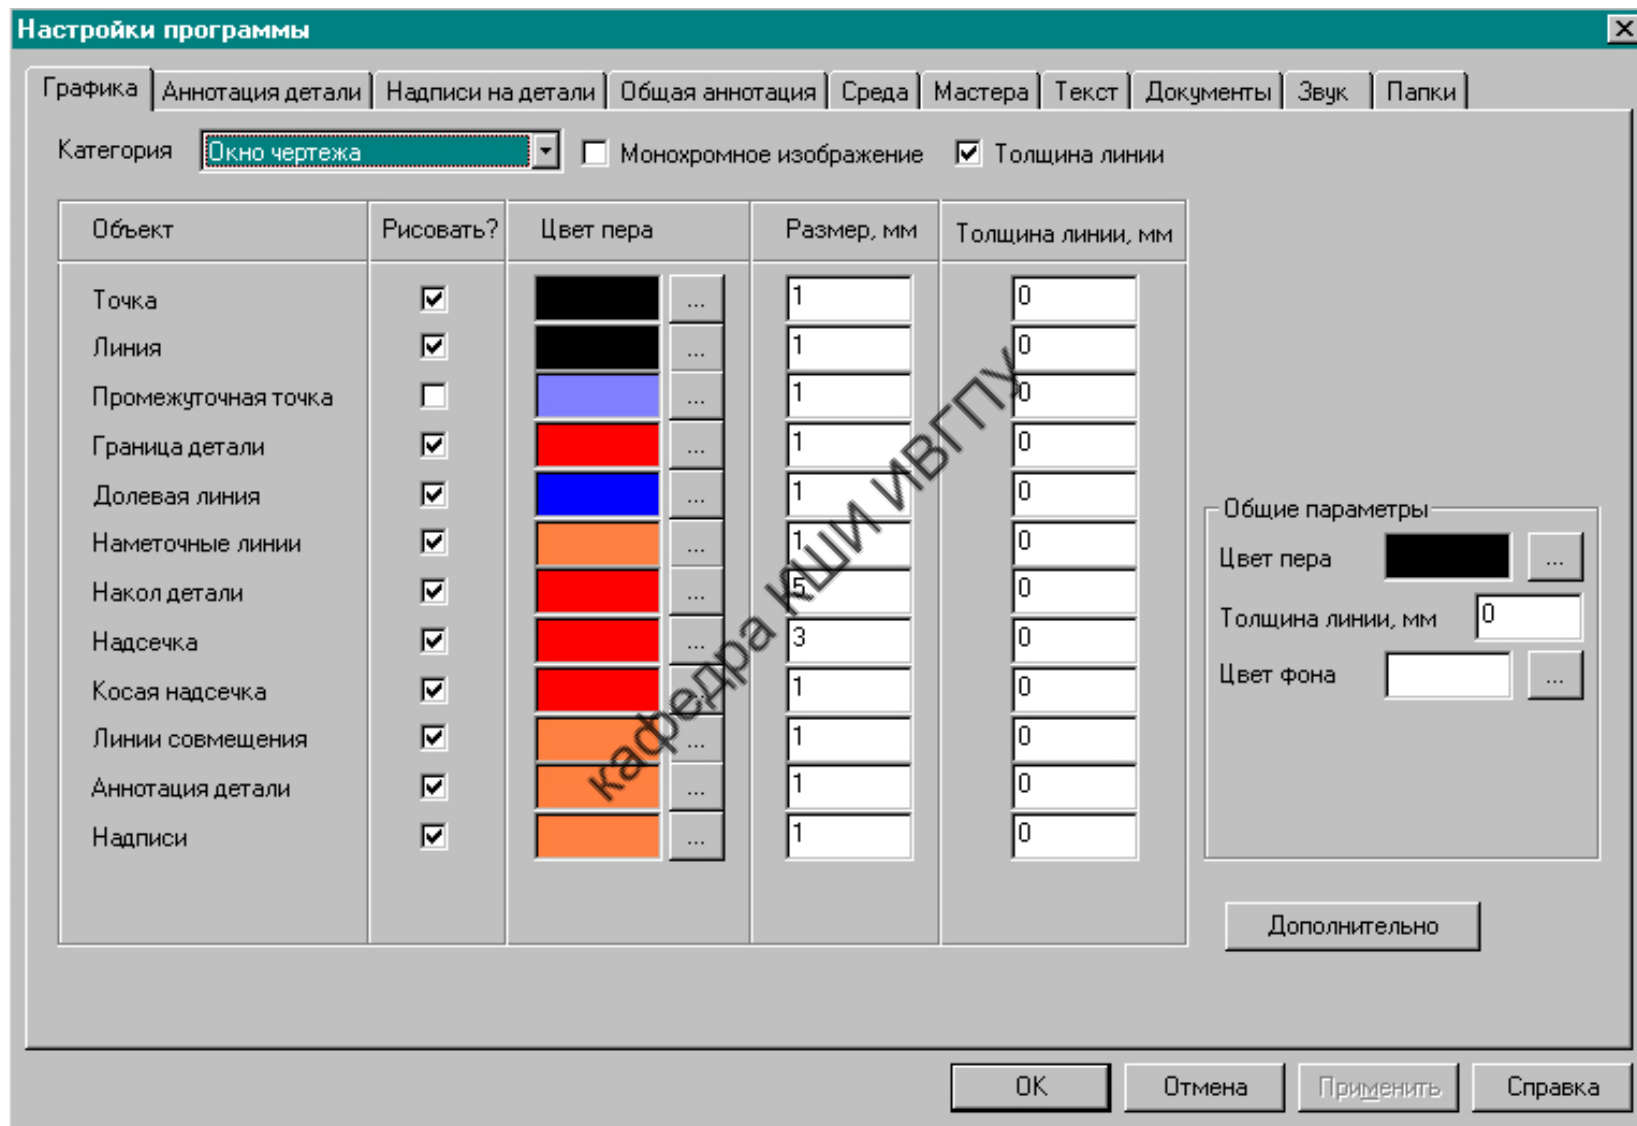 Настройки программы
Графика Аннотация детали Надписи на детали Общая аннотация Среда Мастера Текст Документы Звук Папки
Категория Окно чертежа Монохромное изображение Толщина линии
Объект Рисовать? Цвет пера Размер, мм Толщина линии, мм
Точка ... 1 0
Линия ... 1 0
Промежуточная точка ... 1 0
Граница детали ... 1 0
Долевая линия ... 1 0
Наметочные линии ... 1 0
Накол детали ... 5 0
Надсечка ... 3 0
Косая надсечка ... 1 0
Линии совмещения ... 1 0
Аннотация детали ... 1 0
Надписи ... 1 0
Общие параметры
Цвет пера ...
Толщина линии, мм 0
Цвет фона ...
Дополнительно
кафедра КШИ ИВГПУ
OK Отмена Применить Справка